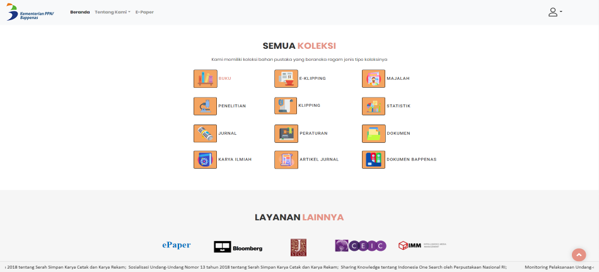 Kementerian PPN/
Bappenas
Beranda Tentang Kami E-Paper
SEMUA KOLEKSI
Kami memiliki koleksi bahan pustaka yang beraneka ragam jenis tipe koleksinya
BUKU E-KLIPPING MAJALAH
PENELITIAN KLIPPING STATISTIK
JURNAL PERATURAN DOKUMEN
KARYA ILMIAH ARTIKEL JURNAL DOKUMEN BAPPENAS
LAYANAN LAINNYA
ePaper Bloomberg CEIC IMM
2018 tentang Serah Simpan Karya Cetak dan Karya Rekam; Sosialisasi Undang-Undang Nomor 13 tahun 2018 tentang Serah Simpan Karya Cetak dan Karya Rekam; Sharing Knowledge tentang Indonesia One Search oleh Perpustakaan Nasional RI; Monitoring Pelaksanaan Undang-